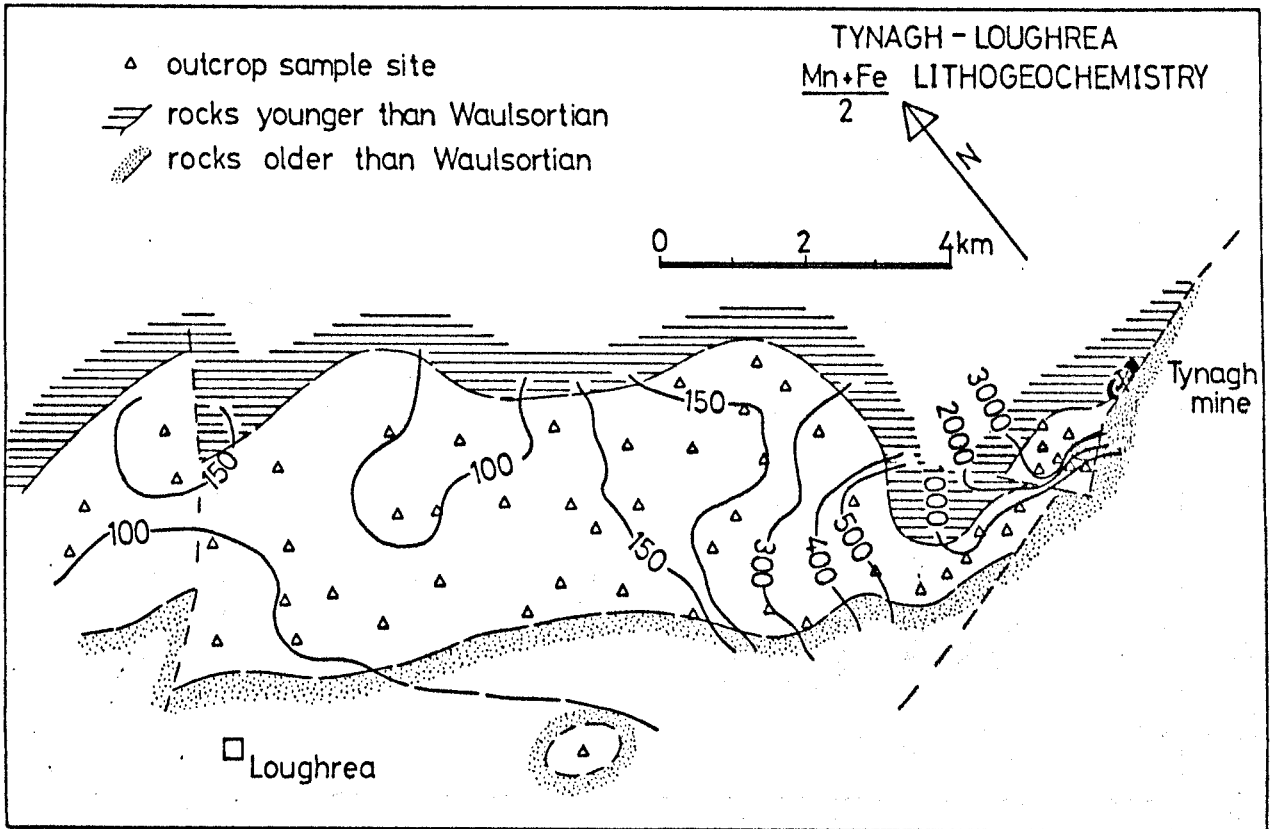 TYNAGH - LOUGHREA
Mn+Fe LITHOGEOCHEMISTRY
2
N
outcrop sample site
rocks younger than Waulsortian
rocks older than Waulsortian
0 2 4km
Tynagh
mine
3000
2000
1000
500
400
300
150
150
100
150
100
Loughrea